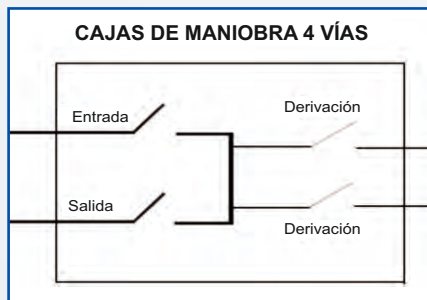 CAJAS DE MANIOBRA 4 VÍAS
Entrada
Derivación
Salida
Derivación